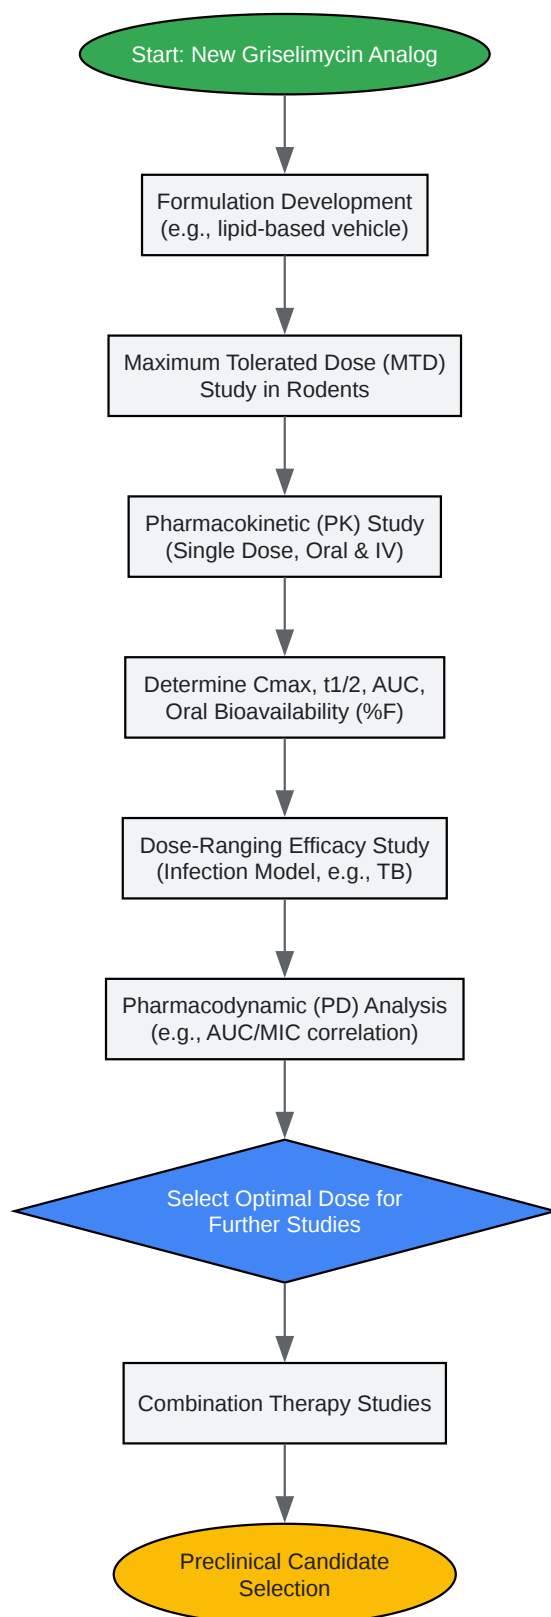 Start: New Griselimycin Analog
Formulation Development
(e.g., lipid-based vehicle)
Maximum Tolerated Dose (MTD)
Study in Rodents
Pharmacokinetic (PK) Study
(Single Dose, Oral & IV)
Determine Cmax, t1/2, AUC,
Oral Bioavailability (%F)
Dose-Ranging Efficacy Study
(Infection Model, e.g., TB)
Pharmacodynamic (PD) Analysis
(e.g., AUC/MIC correlation)
Select Optimal Dose for
Further Studies
Combination Therapy Studies
Preclinical Candidate
Selection